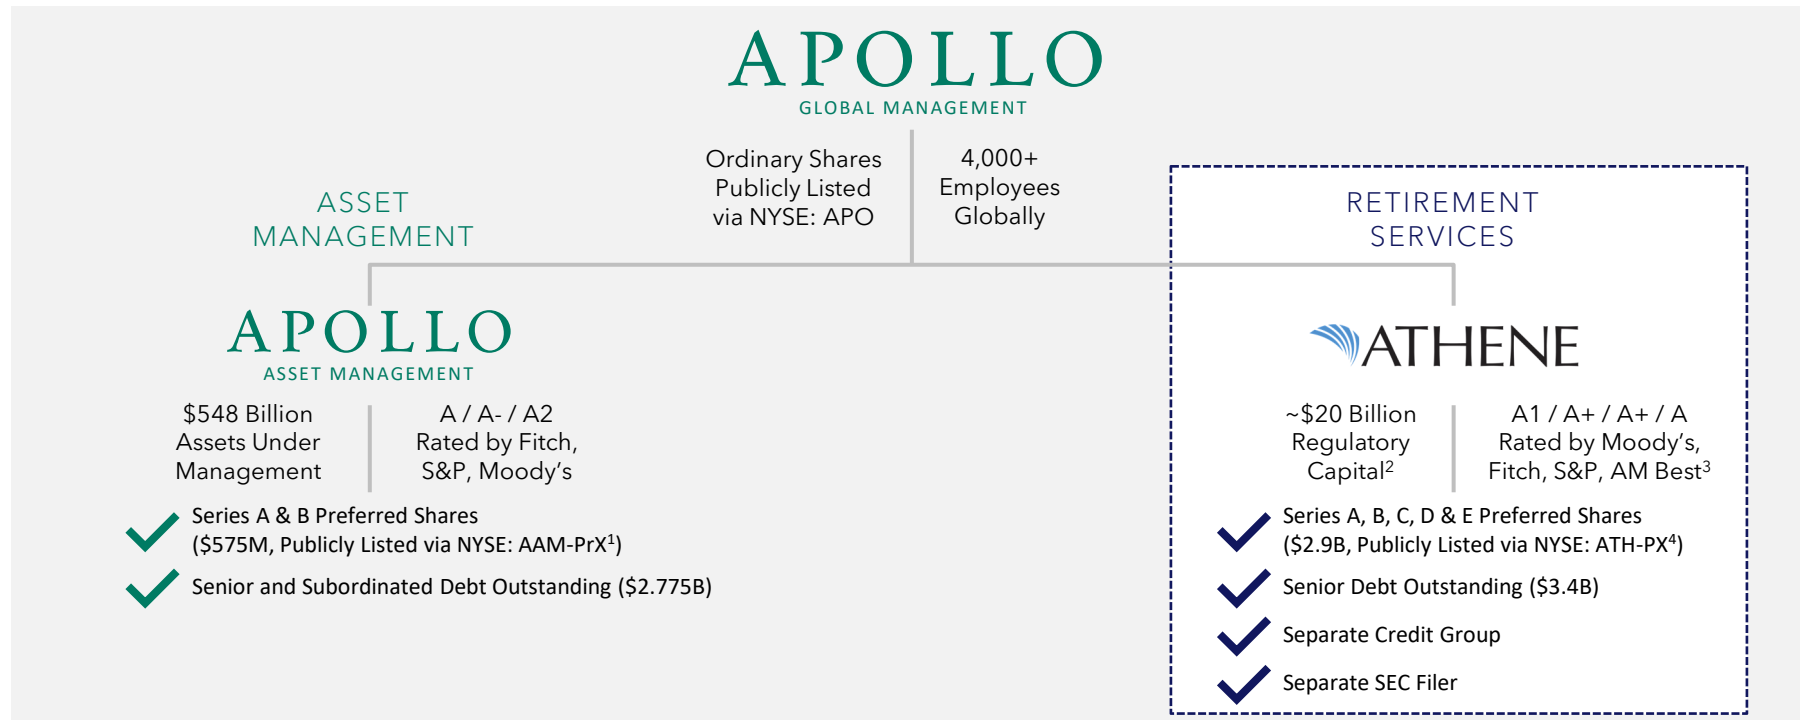 APOLLO
GLOBAL MANAGEMENT
Ordinary Shares
Publicly Listed
via NYSE: APO
4,000+
Employees
Globally
ASSET
MANAGEMENT
APOLLO
ASSET MANAGEMENT
$548 Billion
Assets Under
Management
A / A- / A2
Rated by Fitch,
S&P, Moody's
Series A & B Preferred Shares
($575M, Publicly Listed via NYSE: AAM-PrX¹)
Senior and Subordinated Debt Outstanding ($2.775B)
RETIREMENT
SERVICES
ATHENE
~$20 Billion
Regulatory
Capital²
A1 / A+ / A+ / A
Rated by Moody's,
Fitch, S&P, AM Best³
Series A, B, C, D & E Preferred Shares
($2.9B, Publicly Listed via NYSE: ATH-PX⁴)
Senior Debt Outstanding ($3.4B)
Separate Credit Group
Separate SEC Filer